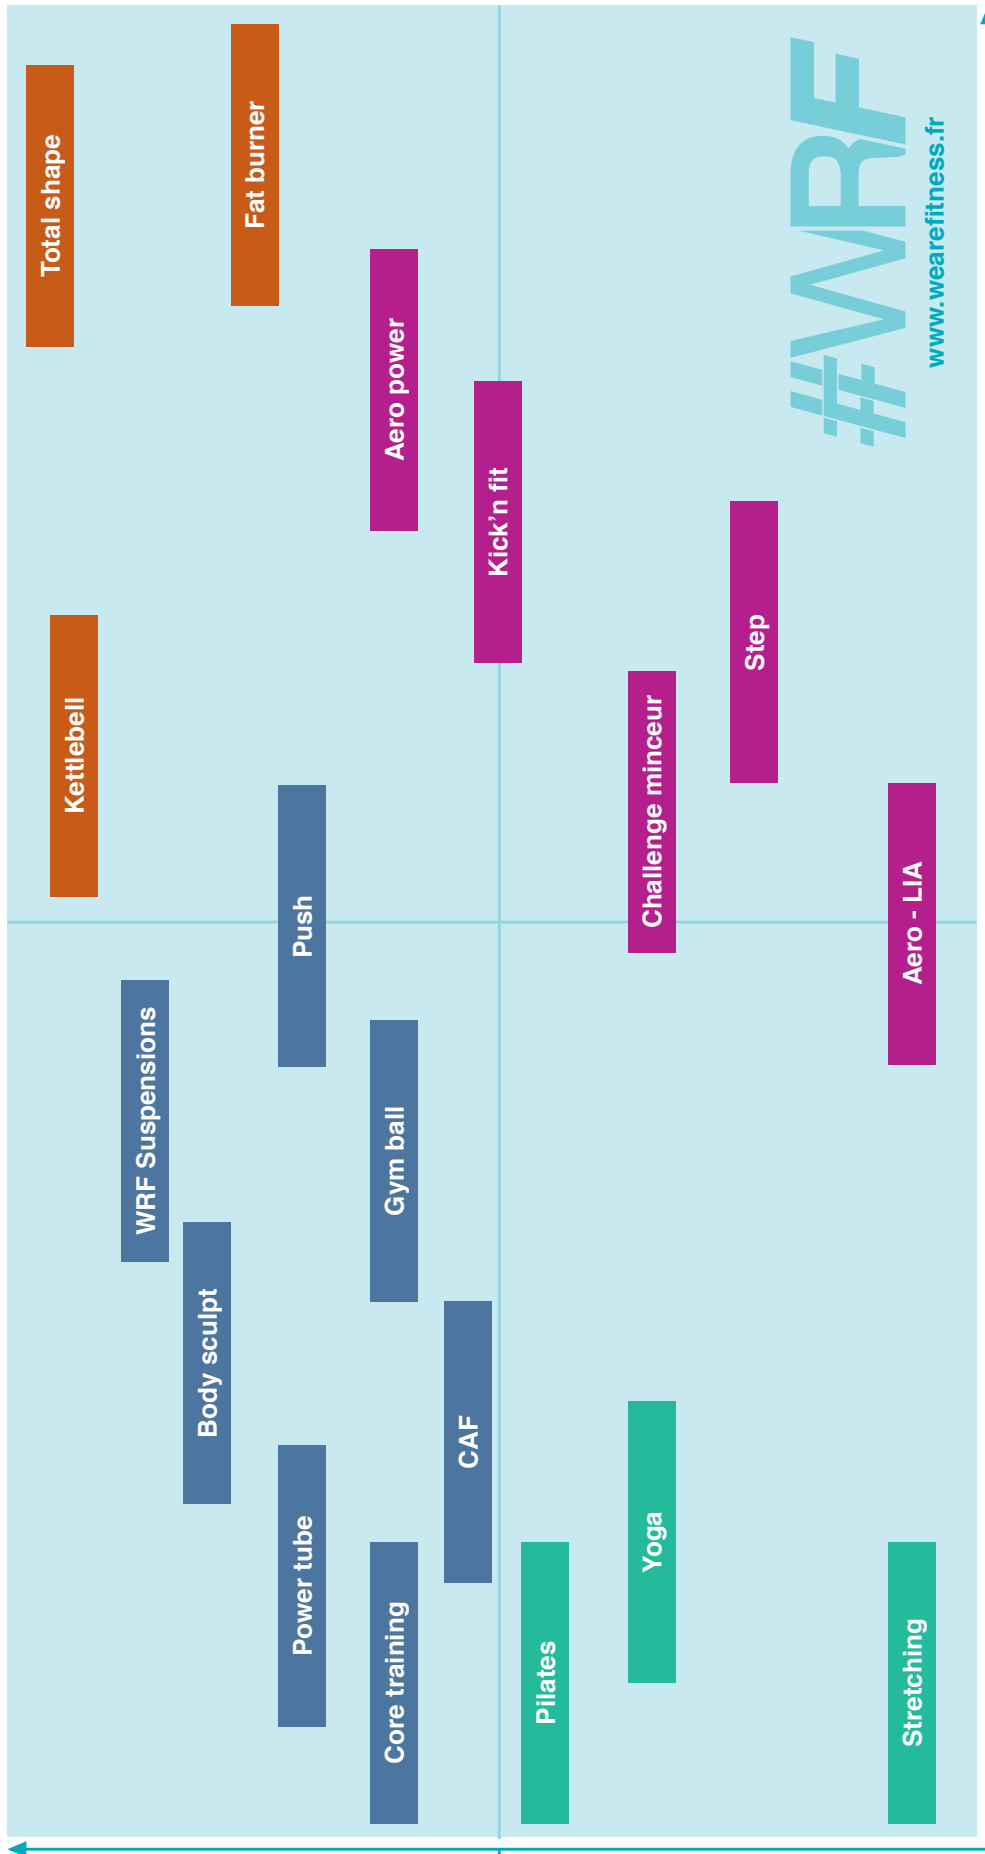 Total shape
Kettlebell
WRF Suspensions
Body sculpt
Fat burner
Push
Power tube
Aero power
Gym ball
Core training
CAF
Kick’n fit
Pilates
Challenge minceur
Yoga
Step
#WRF
www.wearefitness.fr
Aero - LIA
Stretching